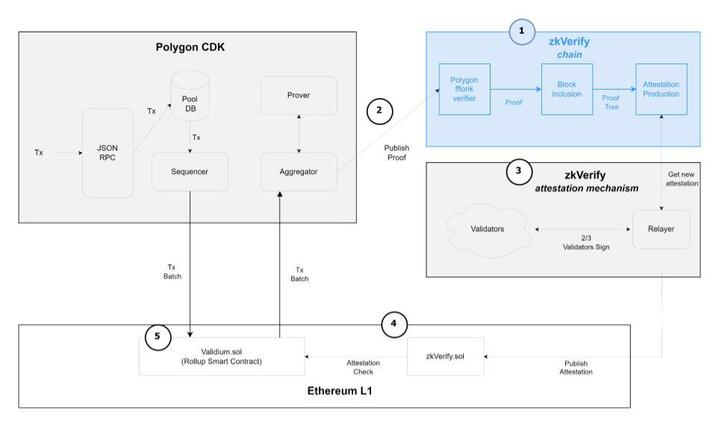 Polygon CDK
Tx
JSON
RPC
Tx
Pool
DB
Tx
Sequencer
Prover
Aggregator
2
Publish
Proof
1
zkVerify
chain
Polygon
fflonk
verifier
Proof
Block
inclusion
Proof
Tree
Attestation
Production
3
zkVerify
attestation mechanism
Get new
attestation
Validators
2/3
Validators Sign
Relayer
Tx
Batch
Tx
Batch
5
Validium.sol
(Rollup Smart Contract)
4
Attestation
Check
zkVerify.sol
Publish
Attestation
Ethereum L1